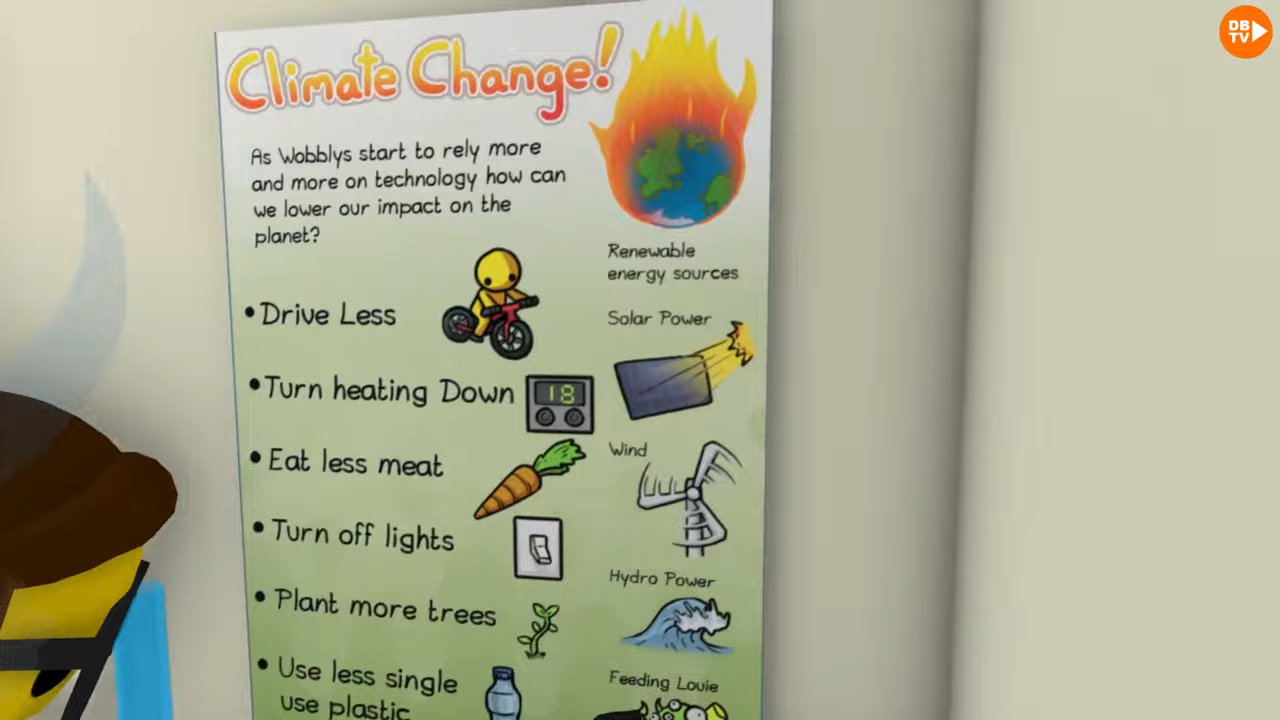 DB
TV
Climate Change!
As Wobblys start to rely more
and more on technology how can
we lower our impact on the
planet?
• Drive Less
• Turn heating Down
18
• Eat less meat
• Turn off lights
• Plant more trees
• Use less single
use plastic
Renewable
energy sources
Solar Power
Wind
Hydro Power
Feeding Louie